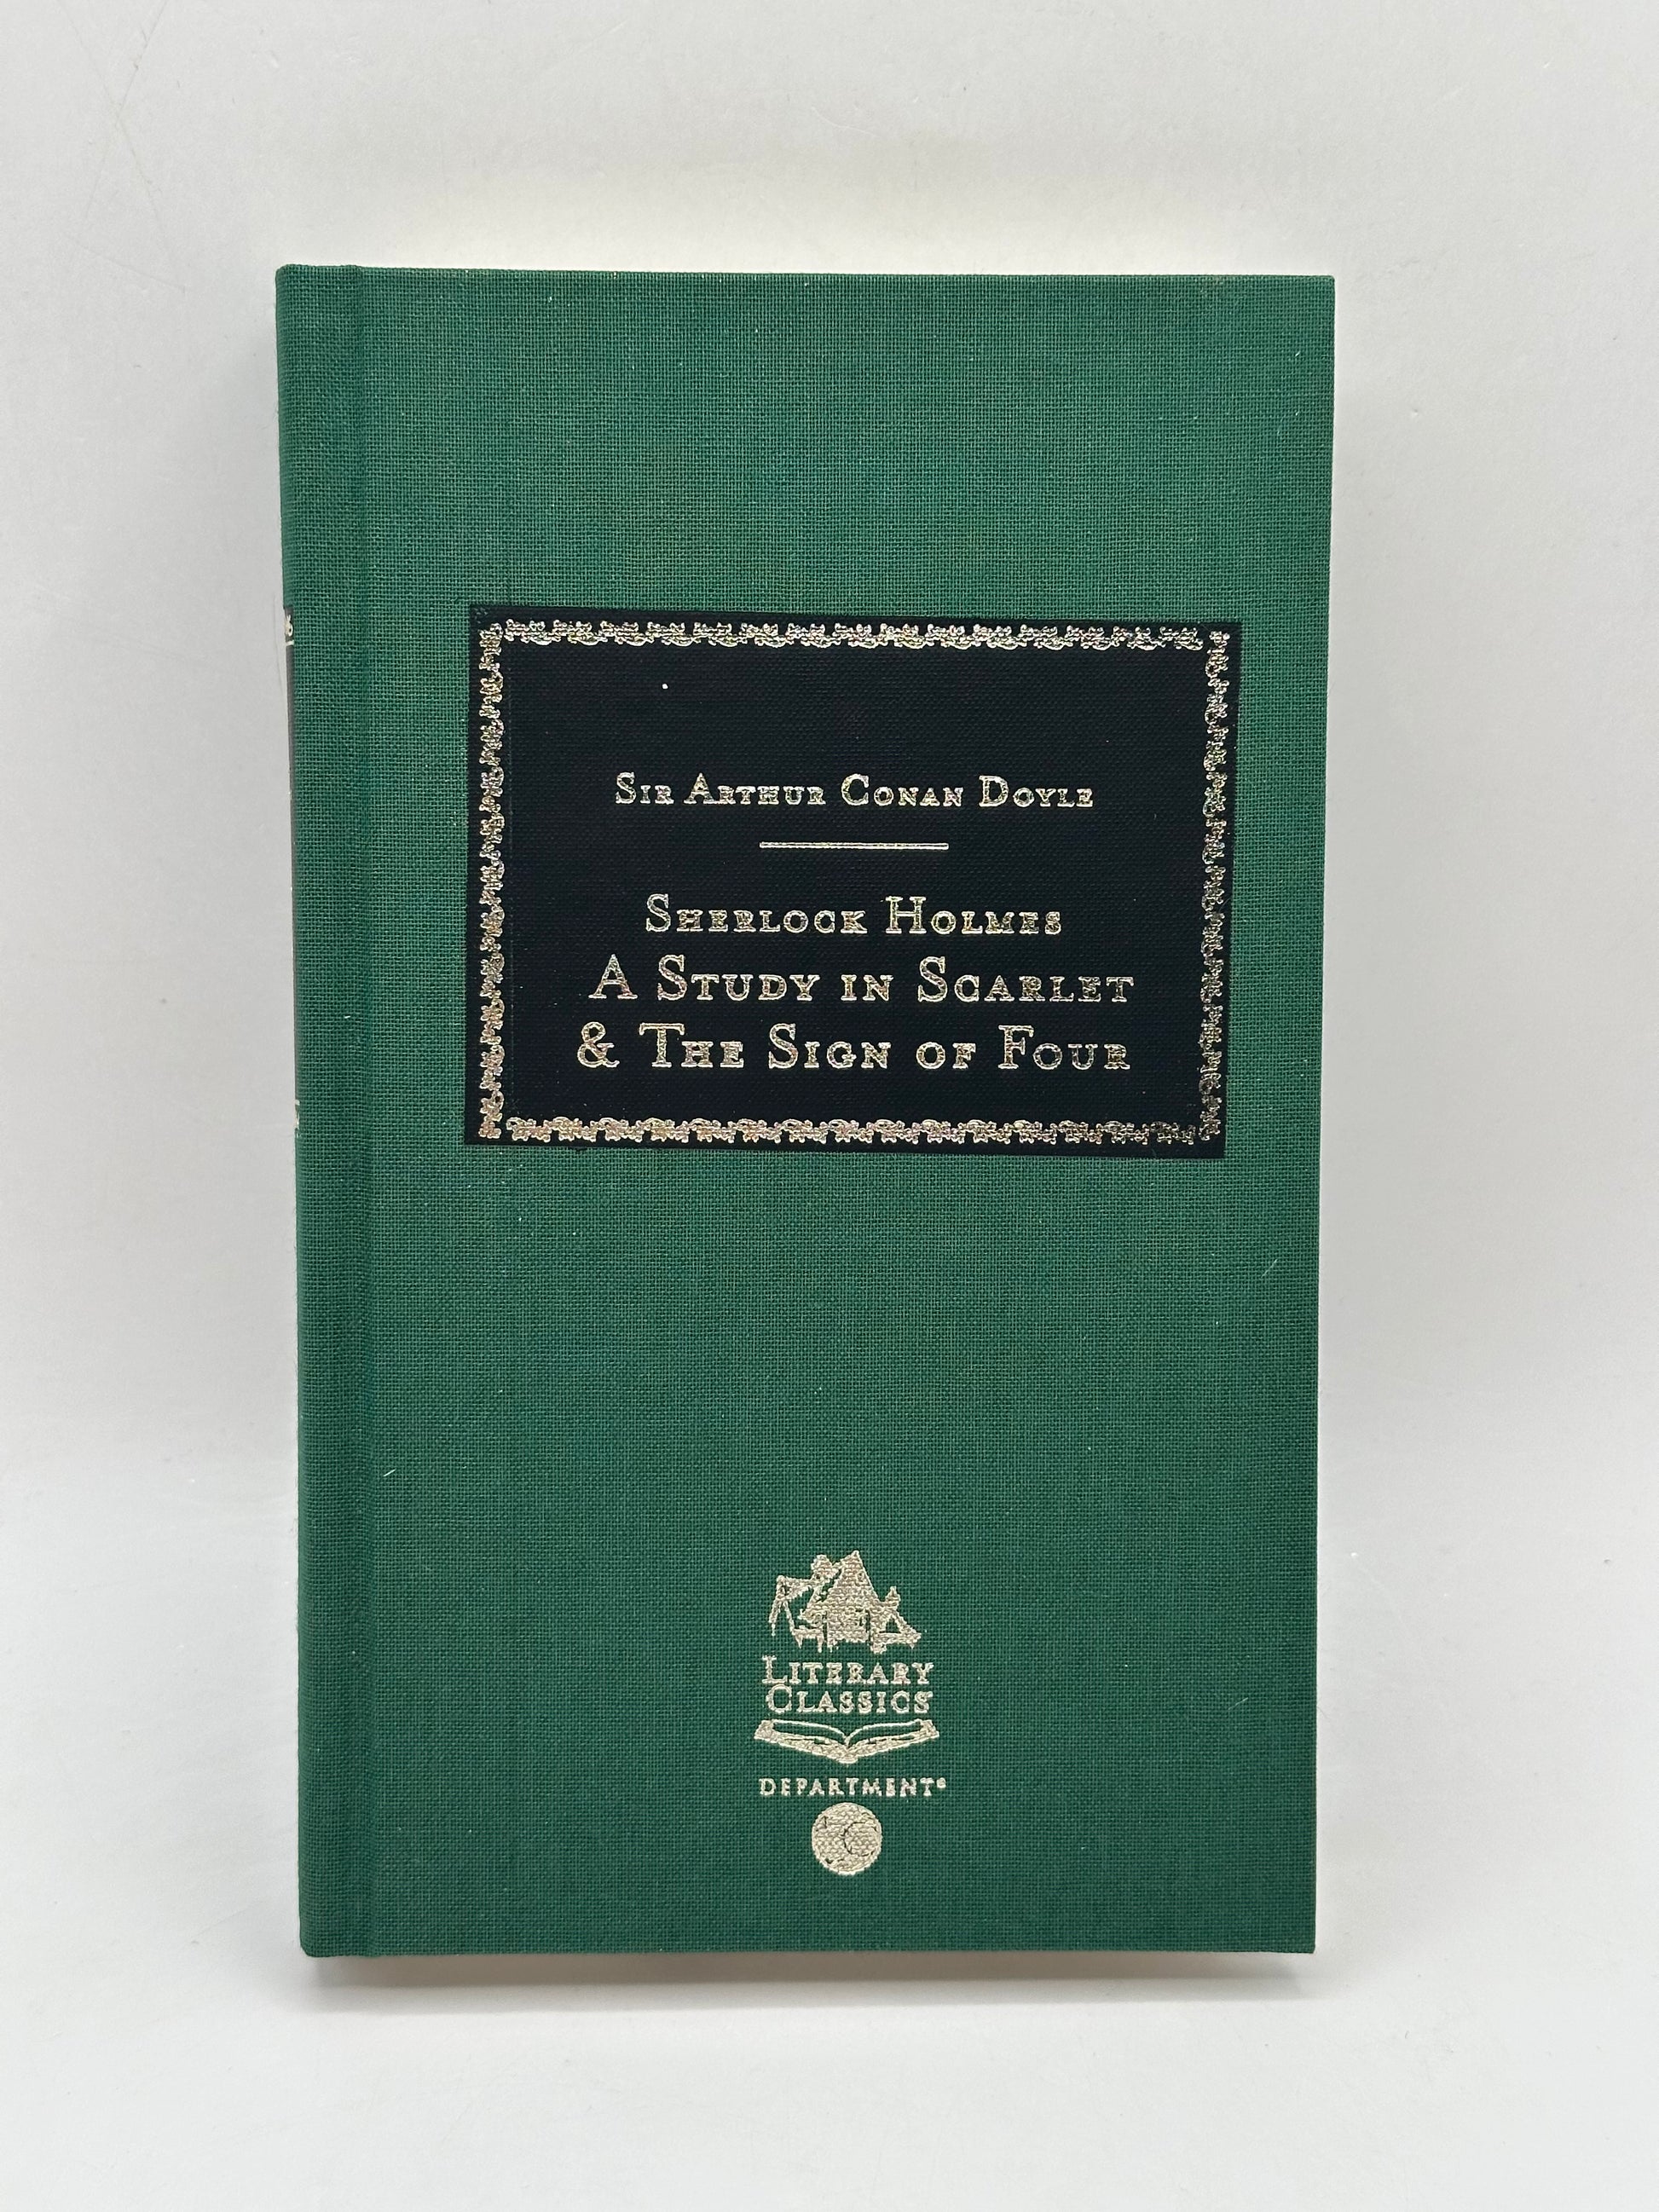 Sir Arthur Conan Doyle
Sherlock Holmes
A Study in Scarlet
& The Sign of Four
Literary
Classics
DEPARTMENT